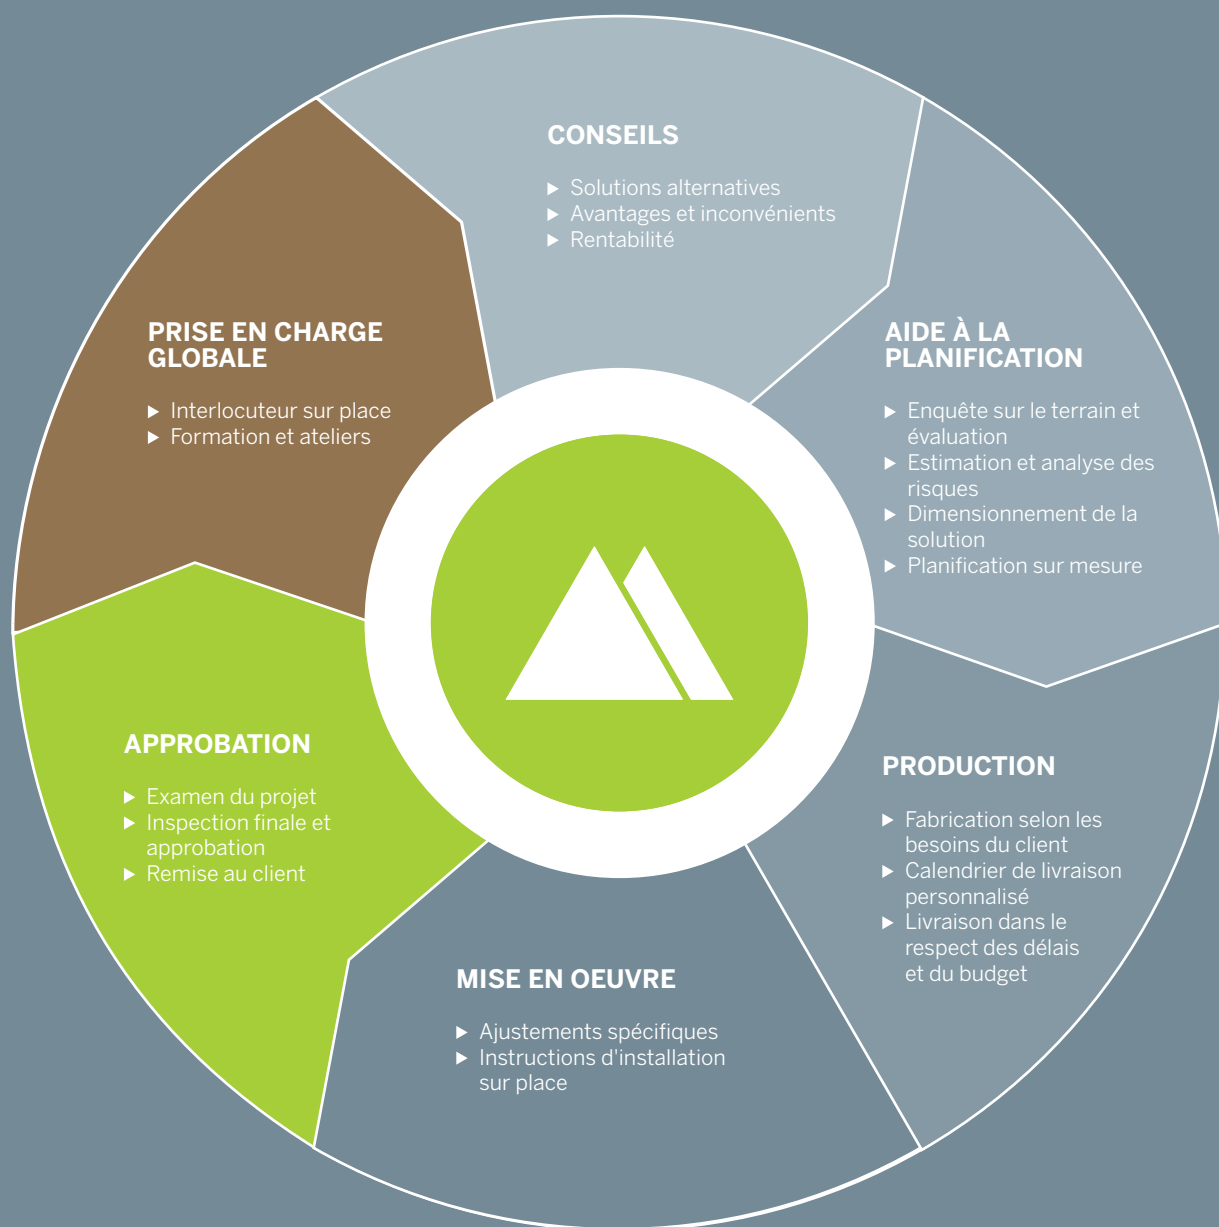 CONSEILS
► Solutions alternatives
► Avantages et inconvénients
► Rentabilité
AIDE À LA
PLANIFICATION
► Enquête sur le terrain et
évaluation
► Estimation et analyse des
risques
► Dimensionnement de la
solution
► Planification sur mesure
PRODUCTION
► Fabrication selon les
besoins du client
► Calendrier de livraison
personnalisé
► Livraison dans le
respect des délais
et du budget
MISE EN OEUVRE
► Ajustements spécifiques
► Instructions d'installation
sur place
APPROBATION
► Examen du projet
► Inspection finale et
approbation
► Remise au client
PRISE EN CHARGE
GLOBALE
► Interlocuteur sur place
► Formation et ateliers